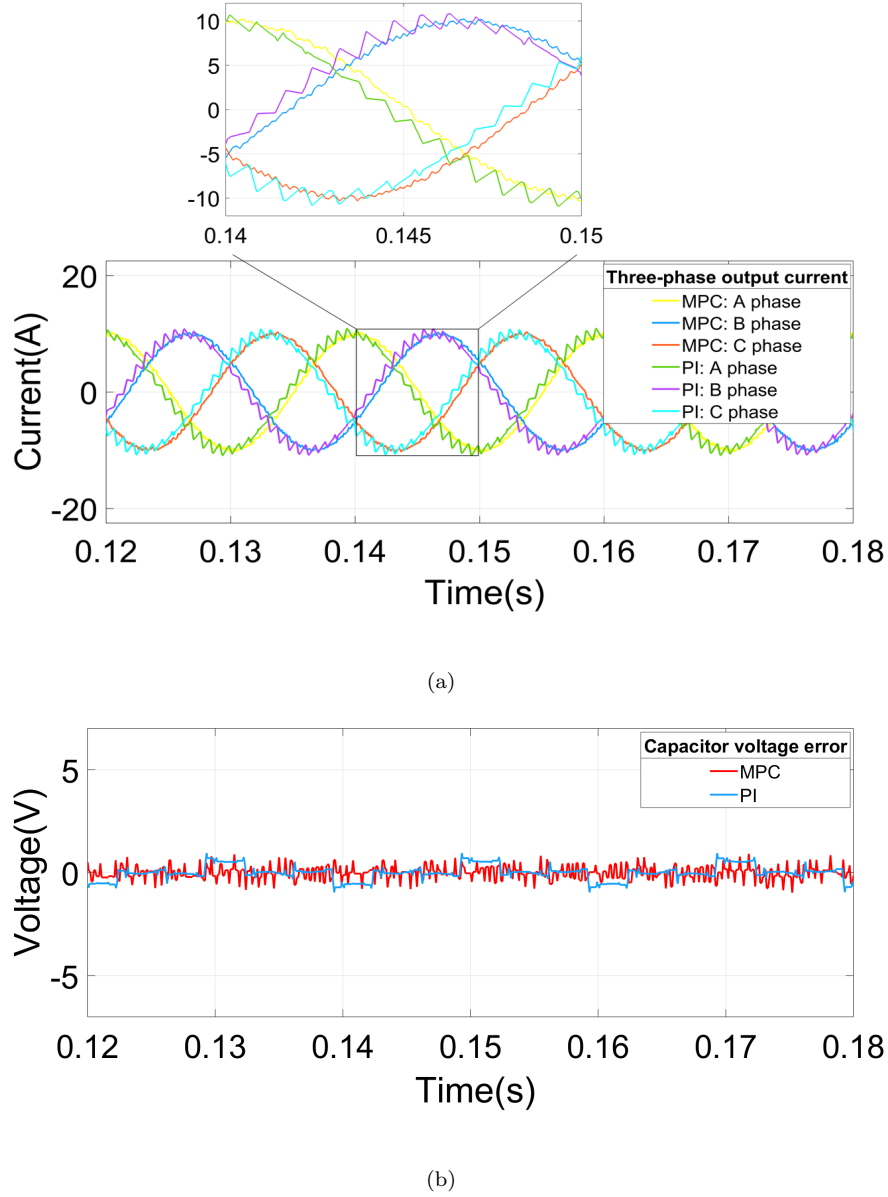 10
5
0
-5
-10
0.14 0.145 0.15
20
0
-20
Current(A)
Three-phase output current
MPC: A phase
MPC: B phase
MPC: C phase
PI: A phase
PI: B phase
PI: C phase
0.12 0.13 0.14 0.15 0.16 0.17 0.18
Time(s)
(a)
5
0
-5
Voltage(V)
Capacitor voltage error
MPC
PI
0.12 0.13 0.14 0.15 0.16 0.17 0.18
Time(s)
(b)